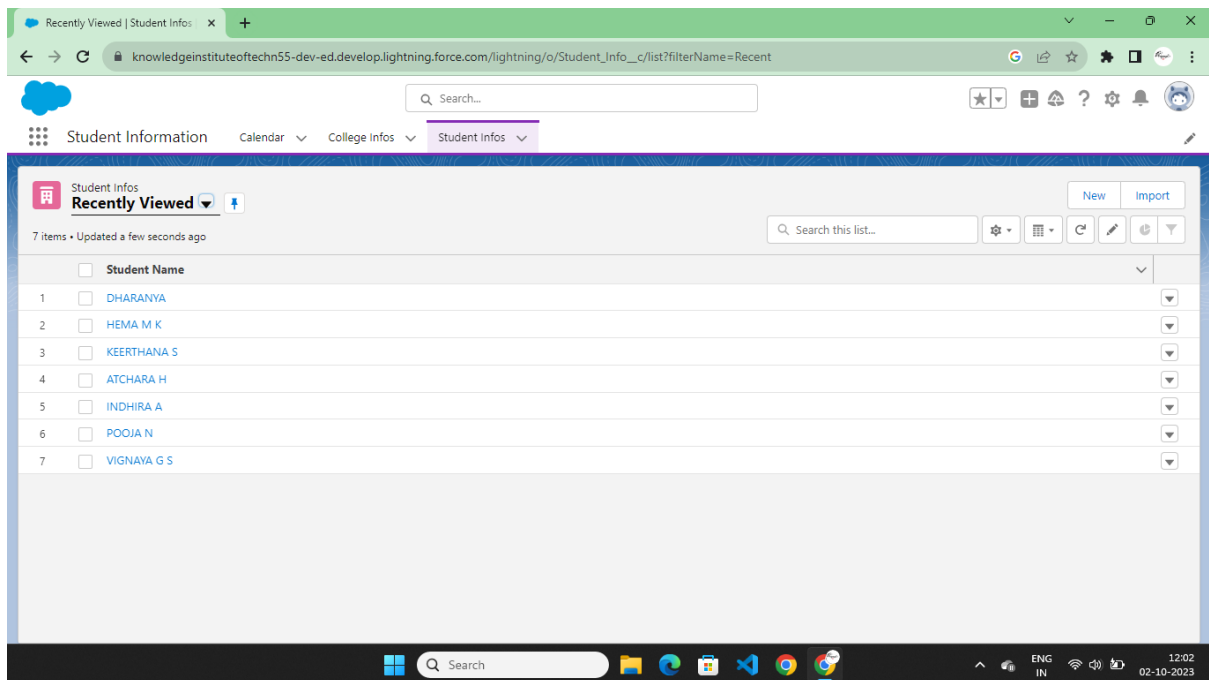 Recently Viewed | Student Infos
knowledgeinstituteoftechn55-dev-ed.develop.lightning.force.com/lightning/o/Student_Info__c/list?filterName=Recent
Search...
Student Information Calendar College Infos Student Infos
Student Infos
Recently Viewed
New Import
7 items • Updated a few seconds ago
Search this list...
Student Name
1 DHARANYA
2 HEMA M K
3 KEERTHANA S
4 ATCHARA H
5 INDHIRA A
6 POOJA N
7 VIGNAYA G S
Search
ENG
IN
12:02
02-10-2023